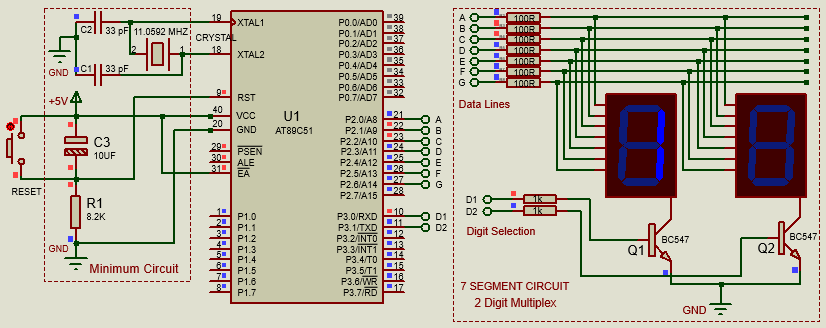 C2
33 pF
11.0592 MHZ
CRYSTAL
2
1
C1
33 pF
GND
+5V
C3
10UF
RESET
R1
8.2K
GND
Minimum Circuit
19
XTAL1
18
XTAL2
9
RST
40
VCC
20
GND
29
PSEN
30
ALE
31
EA
1
P1.0
2
P1.1
3
P1.2
4
P1.3
5
P1.4
6
P1.5
7
P1.6
8
P1.7
U1
AT89C51
P0.0/AD0
39
P0.1/AD1
38
P0.2/AD2
37
P0.3/AD3
36
P0.4/AD4
35
P0.5/AD5
34
P0.6/AD6
33
P0.7/AD7
32
P2.0/A8
21
A
P2.1/A9
22
B
P2.2/A10
23
C
P2.3/A11
24
D
P2.4/A12
25
E
P2.5/A13
26
F
P2.6/A14
27
G
P2.7/A15
28
P3.0/RXD
10
D1
P3.1/TXD
11
D2
P3.2/INT0
12
P3.3/INT1
13
P3.4/T0
14
P3.5/T1
15
P3.6/WR
16
P3.7/RD
17
A
100R
B
100R
C
100R
D
100R
E
100R
F
100R
G
100R
Data Lines
D1
1k
D2
1k
Digit Selection
Q1
BC547
Q2
BC547
7 SEGMENT CIRCUIT
2 Digit Multiplex
GND